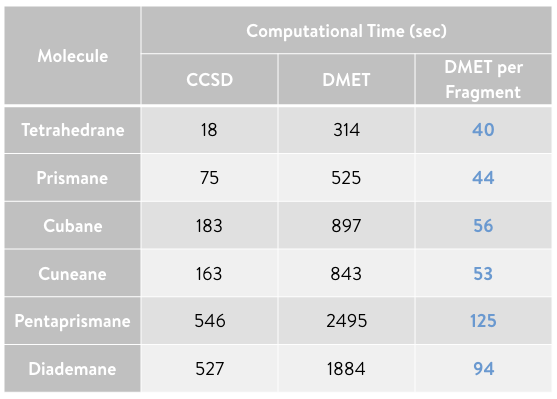 Molecule
Computational Time (sec)
CCSD
DMET
DMET per
Fragment
Tetrahedrane 18 314 40
Prismane 75 525 44
Cubane 183 897 56
Cuneane 163 843 53
Pentaprismane 546 2495 125
Diademane 527 1884 94